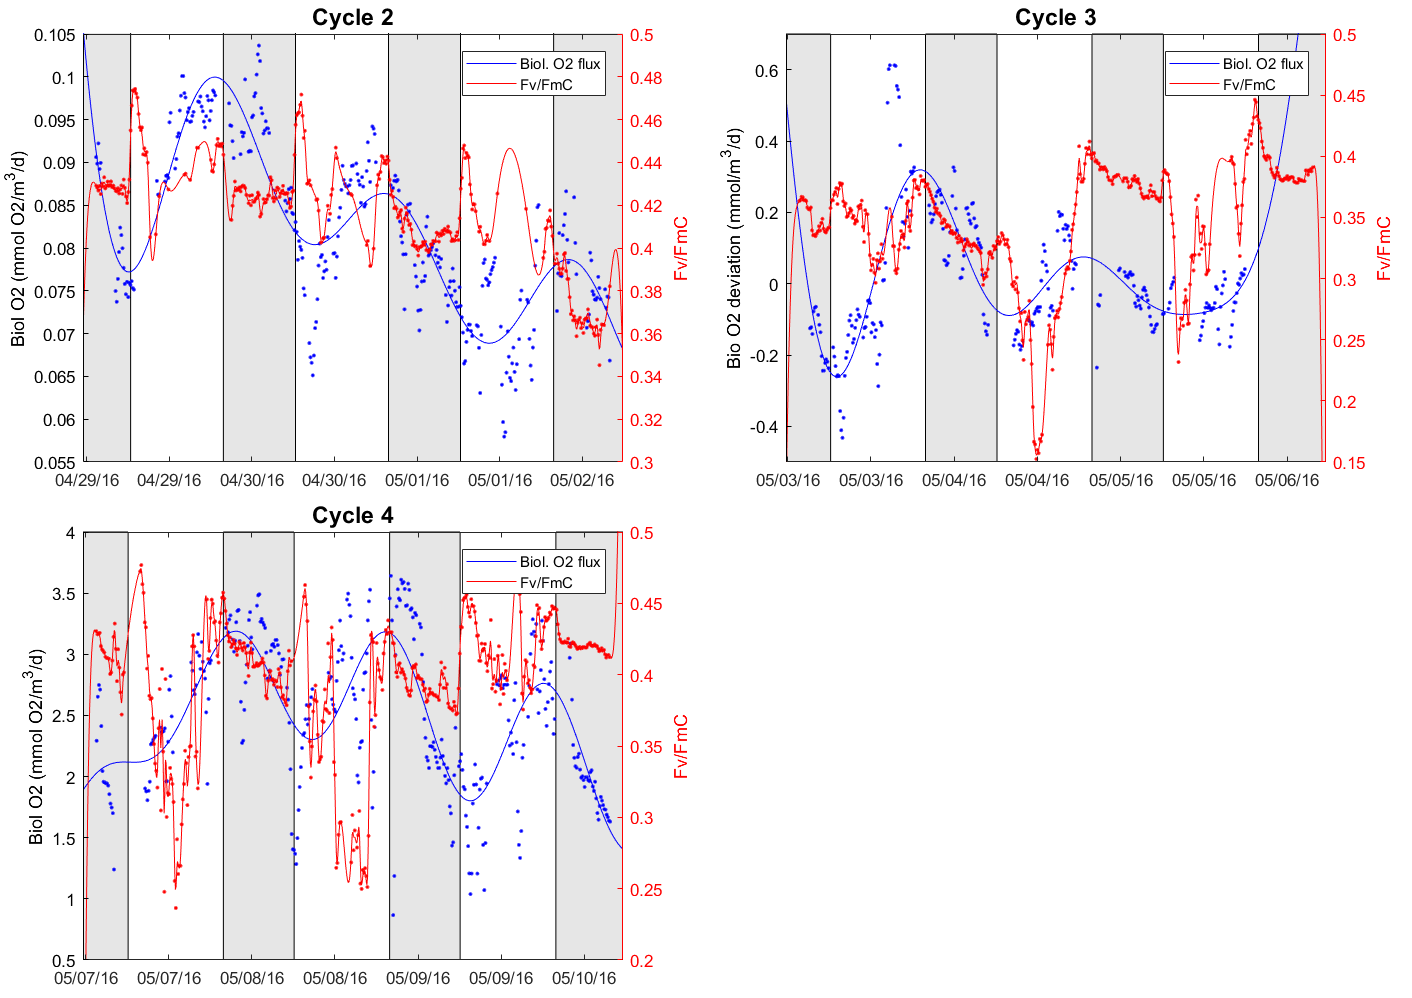 Cycle 2
Biol. O2 flux
Fv/FmC
Biol O2 (mmol O2/m3/d)
0.105
0.1
0.095
0.09
0.085
0.08
0.075
0.07
0.065
0.06
0.055
0.5
0.48
0.46
0.44
0.42
0.4
0.38
0.36
0.34
0.32
0.3
Fv/FmC
04/29/16 04/29/16 04/30/16 04/30/16 05/01/16 05/01/16 05/02/16
Cycle 3
Biol. O2 flux
Fv/FmC
Bio O2 deviation (mmol/m3/d)
0.6
0.4
0.2
0
-0.2
-0.4
0.5
0.45
0.4
0.35
0.3
0.25
0.2
0.15
Fv/FmC
05/03/16 05/03/16 05/04/16 05/04/16 05/05/16 05/05/16 05/06/16
Cycle 4
Biol. O2 flux
Fv/FmC
Biol O2 (mmol O2/m3/d)
4
3.5
3
2.5
2
1.5
1
0.5
0.5
0.45
0.4
0.35
0.3
0.25
0.2
Fv/FmC
05/07/16 05/07/16 05/08/16 05/08/16 05/09/16 05/09/16 05/10/16